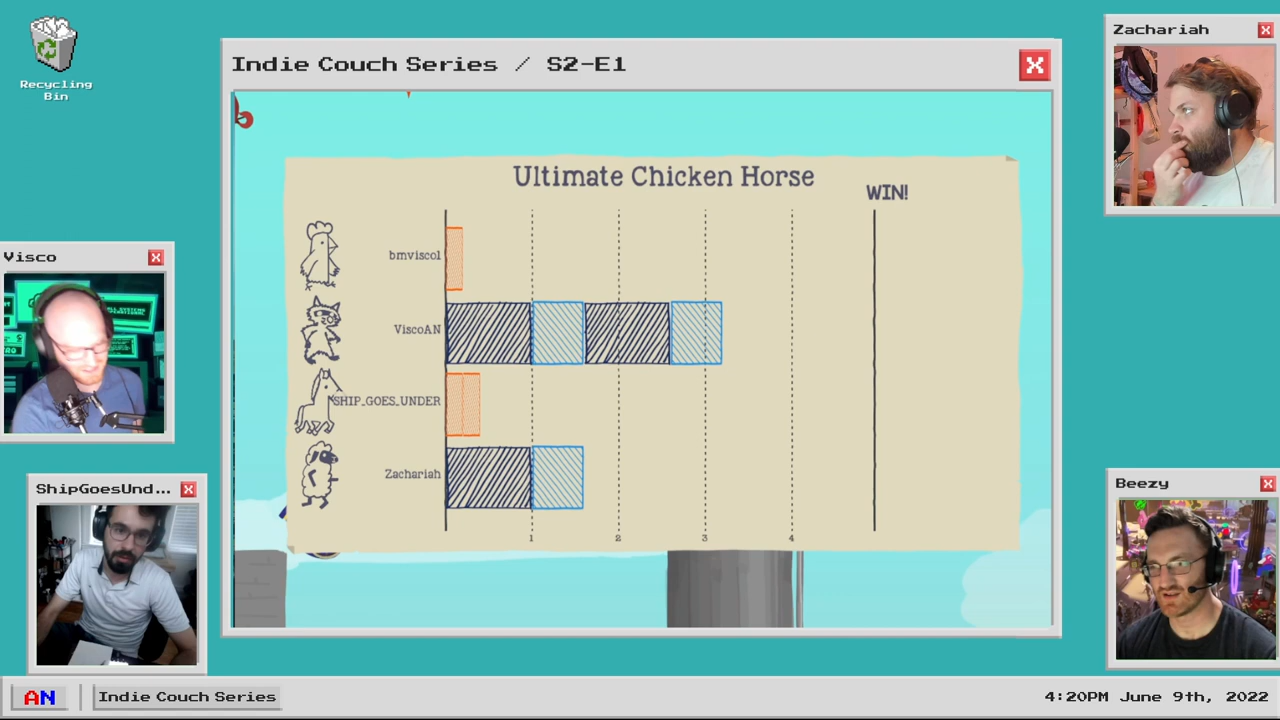 Recycling
Bin
Indie Couch Series / S2-E1
Zachariah
Ultimate Chicken Horse
WIN!
bmviscol
ViscoAN
SHIP_GOES_UNDER
Zachariah
1 2 3 4
Visco
ShipGoesUnd...
Beezy
AN
Indie Couch Series
4:20PM June 9th, 2022